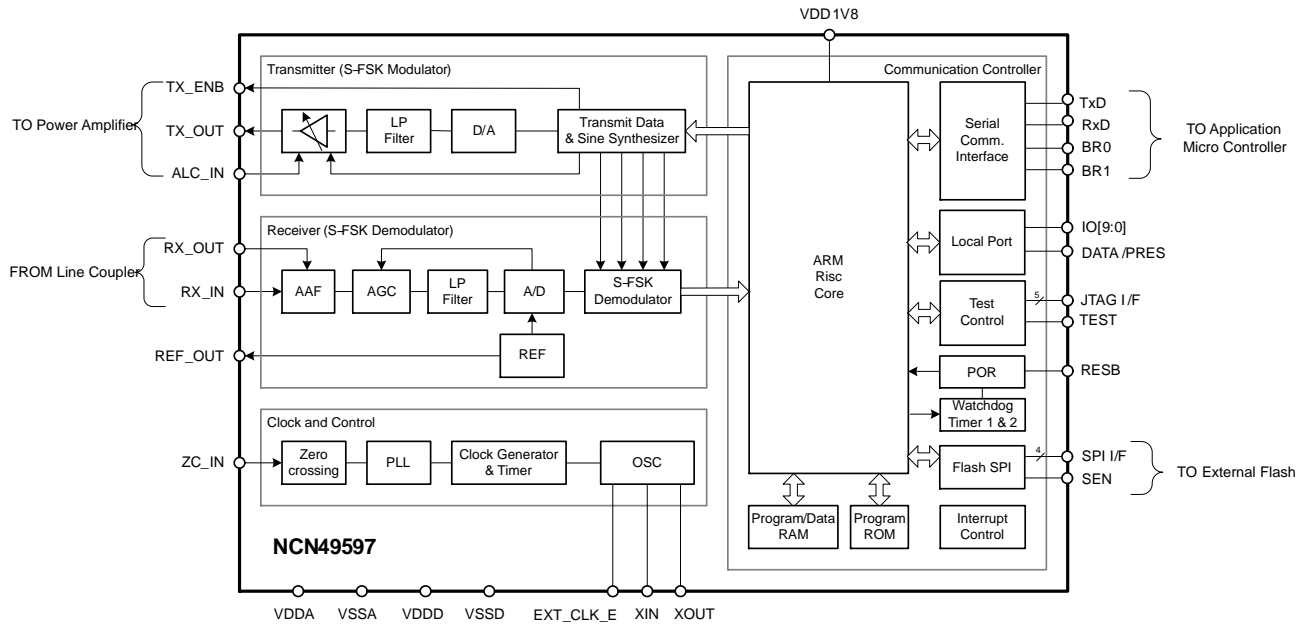 VDD1V8
Transmitter (S-FSK Modulator)
Communication Controller
TX_ENB
TO Power Amplifier
TX_OUT
ALC_IN
LP
Filter
D/A
Transmit Data
& Sine Synthesizer
Serial
Comm.
Interface
TxD
RxD
BR0
BR1
TO Application
Micro Controller
Receiver (S-FSK Demodulator)
RX_OUT
FROM Line Coupler
RX_IN
REF_OUT
AAF
AGC
LP
Filter
A/D
S-FSK
Demodulator
REF
ARM
Risc
Core
Local Port
IO[9:0]
DATA/PRES
Test
Control
5
JTAG I/F
TEST
POR
RESB
Watchdog
Timer 1 & 2
Clock and Control
ZC_IN
Zero
crossing
PLL
Clock Generator
& Timer
OSC
Flash SPI
4
SPI I/F
SEN
TO External Flash
Program/Data
RAM
Program
ROM
Interrupt
Control
NCN49597
VDDA
VSSA
VDDD
VSSD
EXT_CLK_E
XIN
XOUT